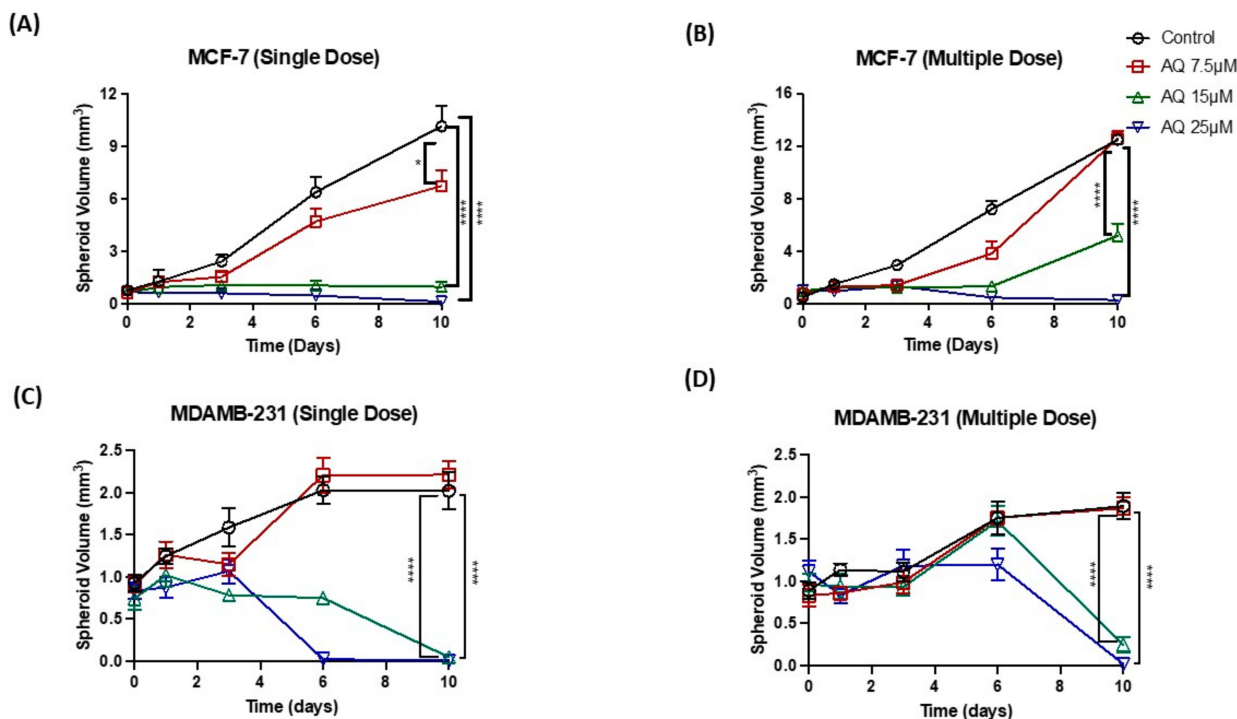 (A)
MCF-7 (Single Dose)
Spheroid Volume (mm³)
12
9
6
3
0
0
2
4
6
8
10
Time (Days)
*
****
****
(B)
MCF-7 (Multiple Dose)
Spheroid Volume (mm³)
16
12
8
4
0
0
2
4
6
8
10
Time (Days)
****
****
Control
AQ 7.5µM
AQ 15µM
AQ 25µM
(C)
MDAMB-231 (Single Dose)
Spheroid Volume (mm³)
2.5
2.0
1.5
1.0
0.5
0.0
0
2
4
6
8
10
Time (days)
****
****
(D)
MDAMB-231 (Multiple Dose)
Spheroid Volume (mm³)
2.5
2.0
1.5
1.0
0.5
0.0
0
2
4
6
8
10
Time (days)
****
****